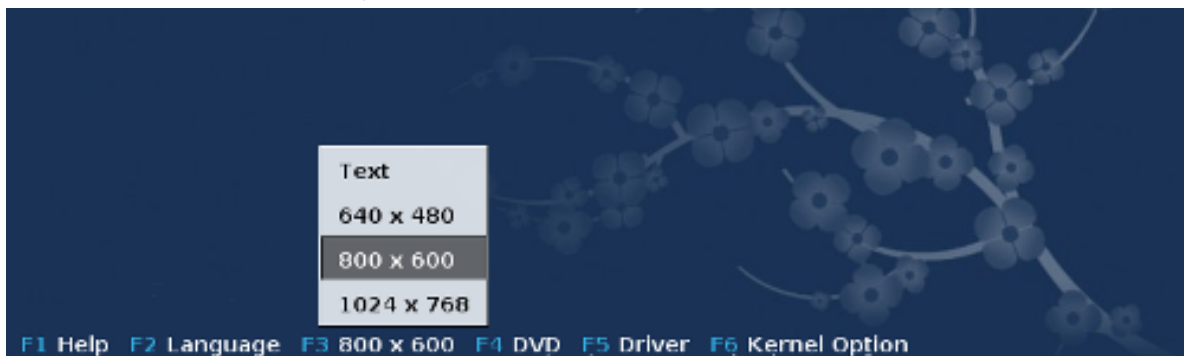 Text
640 x 480
800 x 600
1024 x 768
F1 Help F2 Language F3 800 x 600 F4 DVD F5 Driver F6 Kernel Option